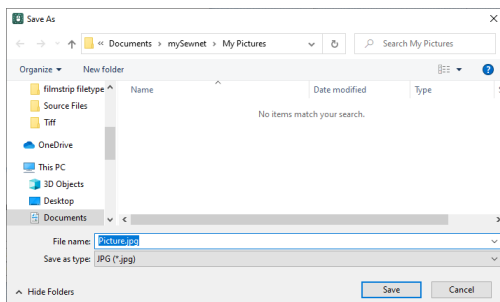 Save As
« Documents › mySewnet › My Pictures
Search My Pictures
Organize
New folder
Name
Date modified
Type
filmstrip filetype
Source Files
Tiff
OneDrive
This PC
3D Objects
Desktop
Documents
No items match your search.
File name: Picture.jpg
Save as type: JPG (*.jpg)
Hide Folders
Save
Cancel